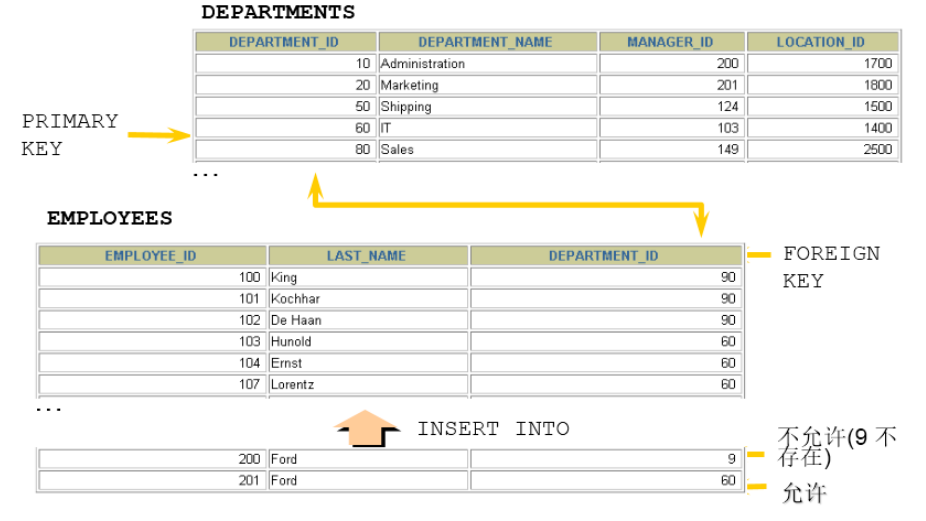 DEPARTMENTS
DEPARTMENT_ID DEPARTMENT_NAME MANAGER_ID LOCATION_ID
10 Administration 200 1700
20 Marketing 201 1800
50 Shipping 124 1500
60 IT 103 1400
80 Sales 149 2500
...
PRIMARY
KEY
EMPLOYEES
EMPLOYEE_ID LAST_NAME DEPARTMENT_ID
100 King 90
101 Kochhar 90
102 De Haan 90
103 Hunold 60
104 Ernst 60
107 Lorentz 60
...
FOREIGN
KEY
INSERT INTO
200 Ford 9
201 Ford 60
不允许(9 不
存在)
允许